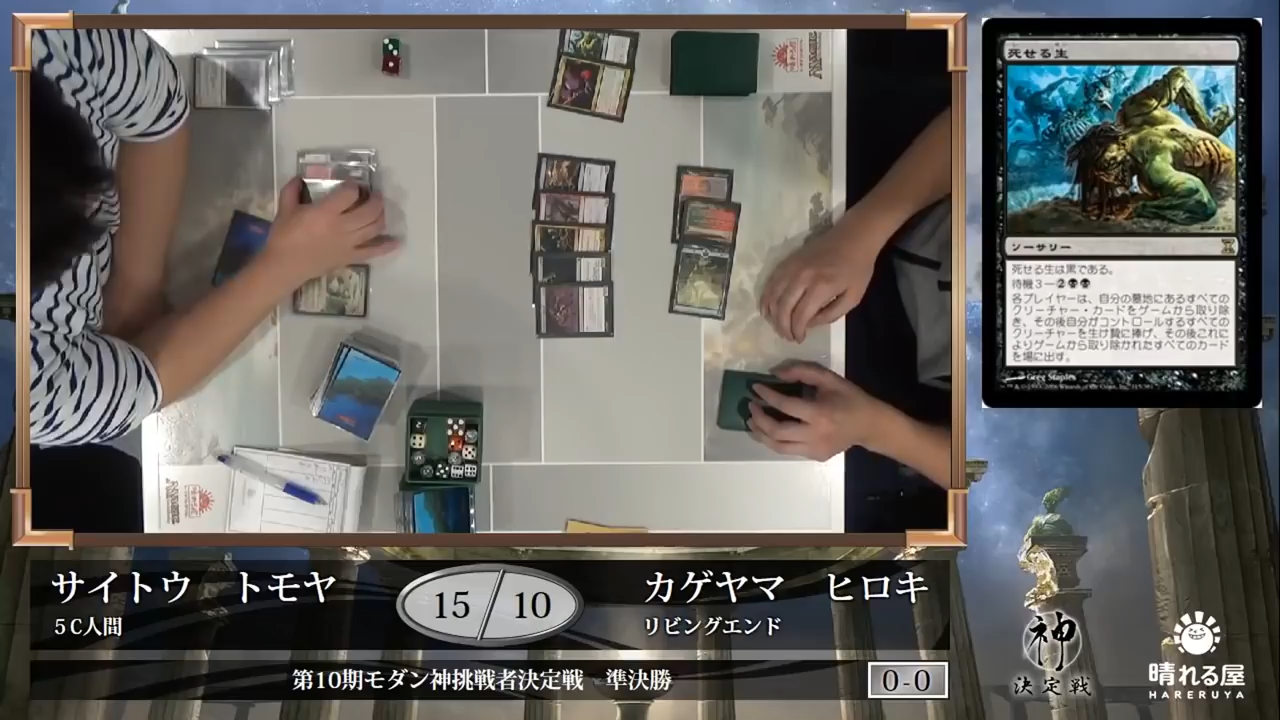 死せる生
ソーサリー
死せる生は黒である。
待機3―②
各プレイヤーは、自分の墓地にあるすべての
クリーチャー・カードをゲームから取り除
き、その後自分がコントロールするすべての
クリーチャーを生け贄に捧げ、その後これに
よりゲームから取り除かれたすべてのカード
を場に出す。
Greg Staples
サイトウ トモヤ
5C人間
15/10
カゲヤマ ヒロキ
リビングエンド
第10期モダン神挑戦者決定戦 準決勝
0-0
神
決定戦
晴れる屋
HARERUYA